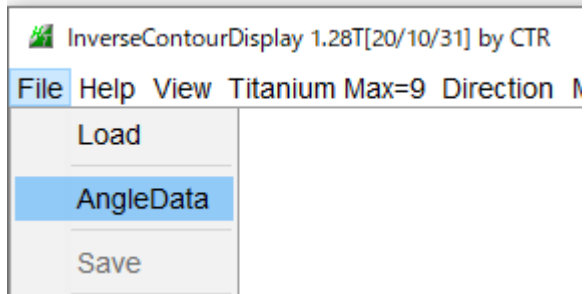 InverseContourDisplay 1.28T[20/10/31] by CTR
File Help View Titanium Max=9 Direction
Load
AngleData
Save